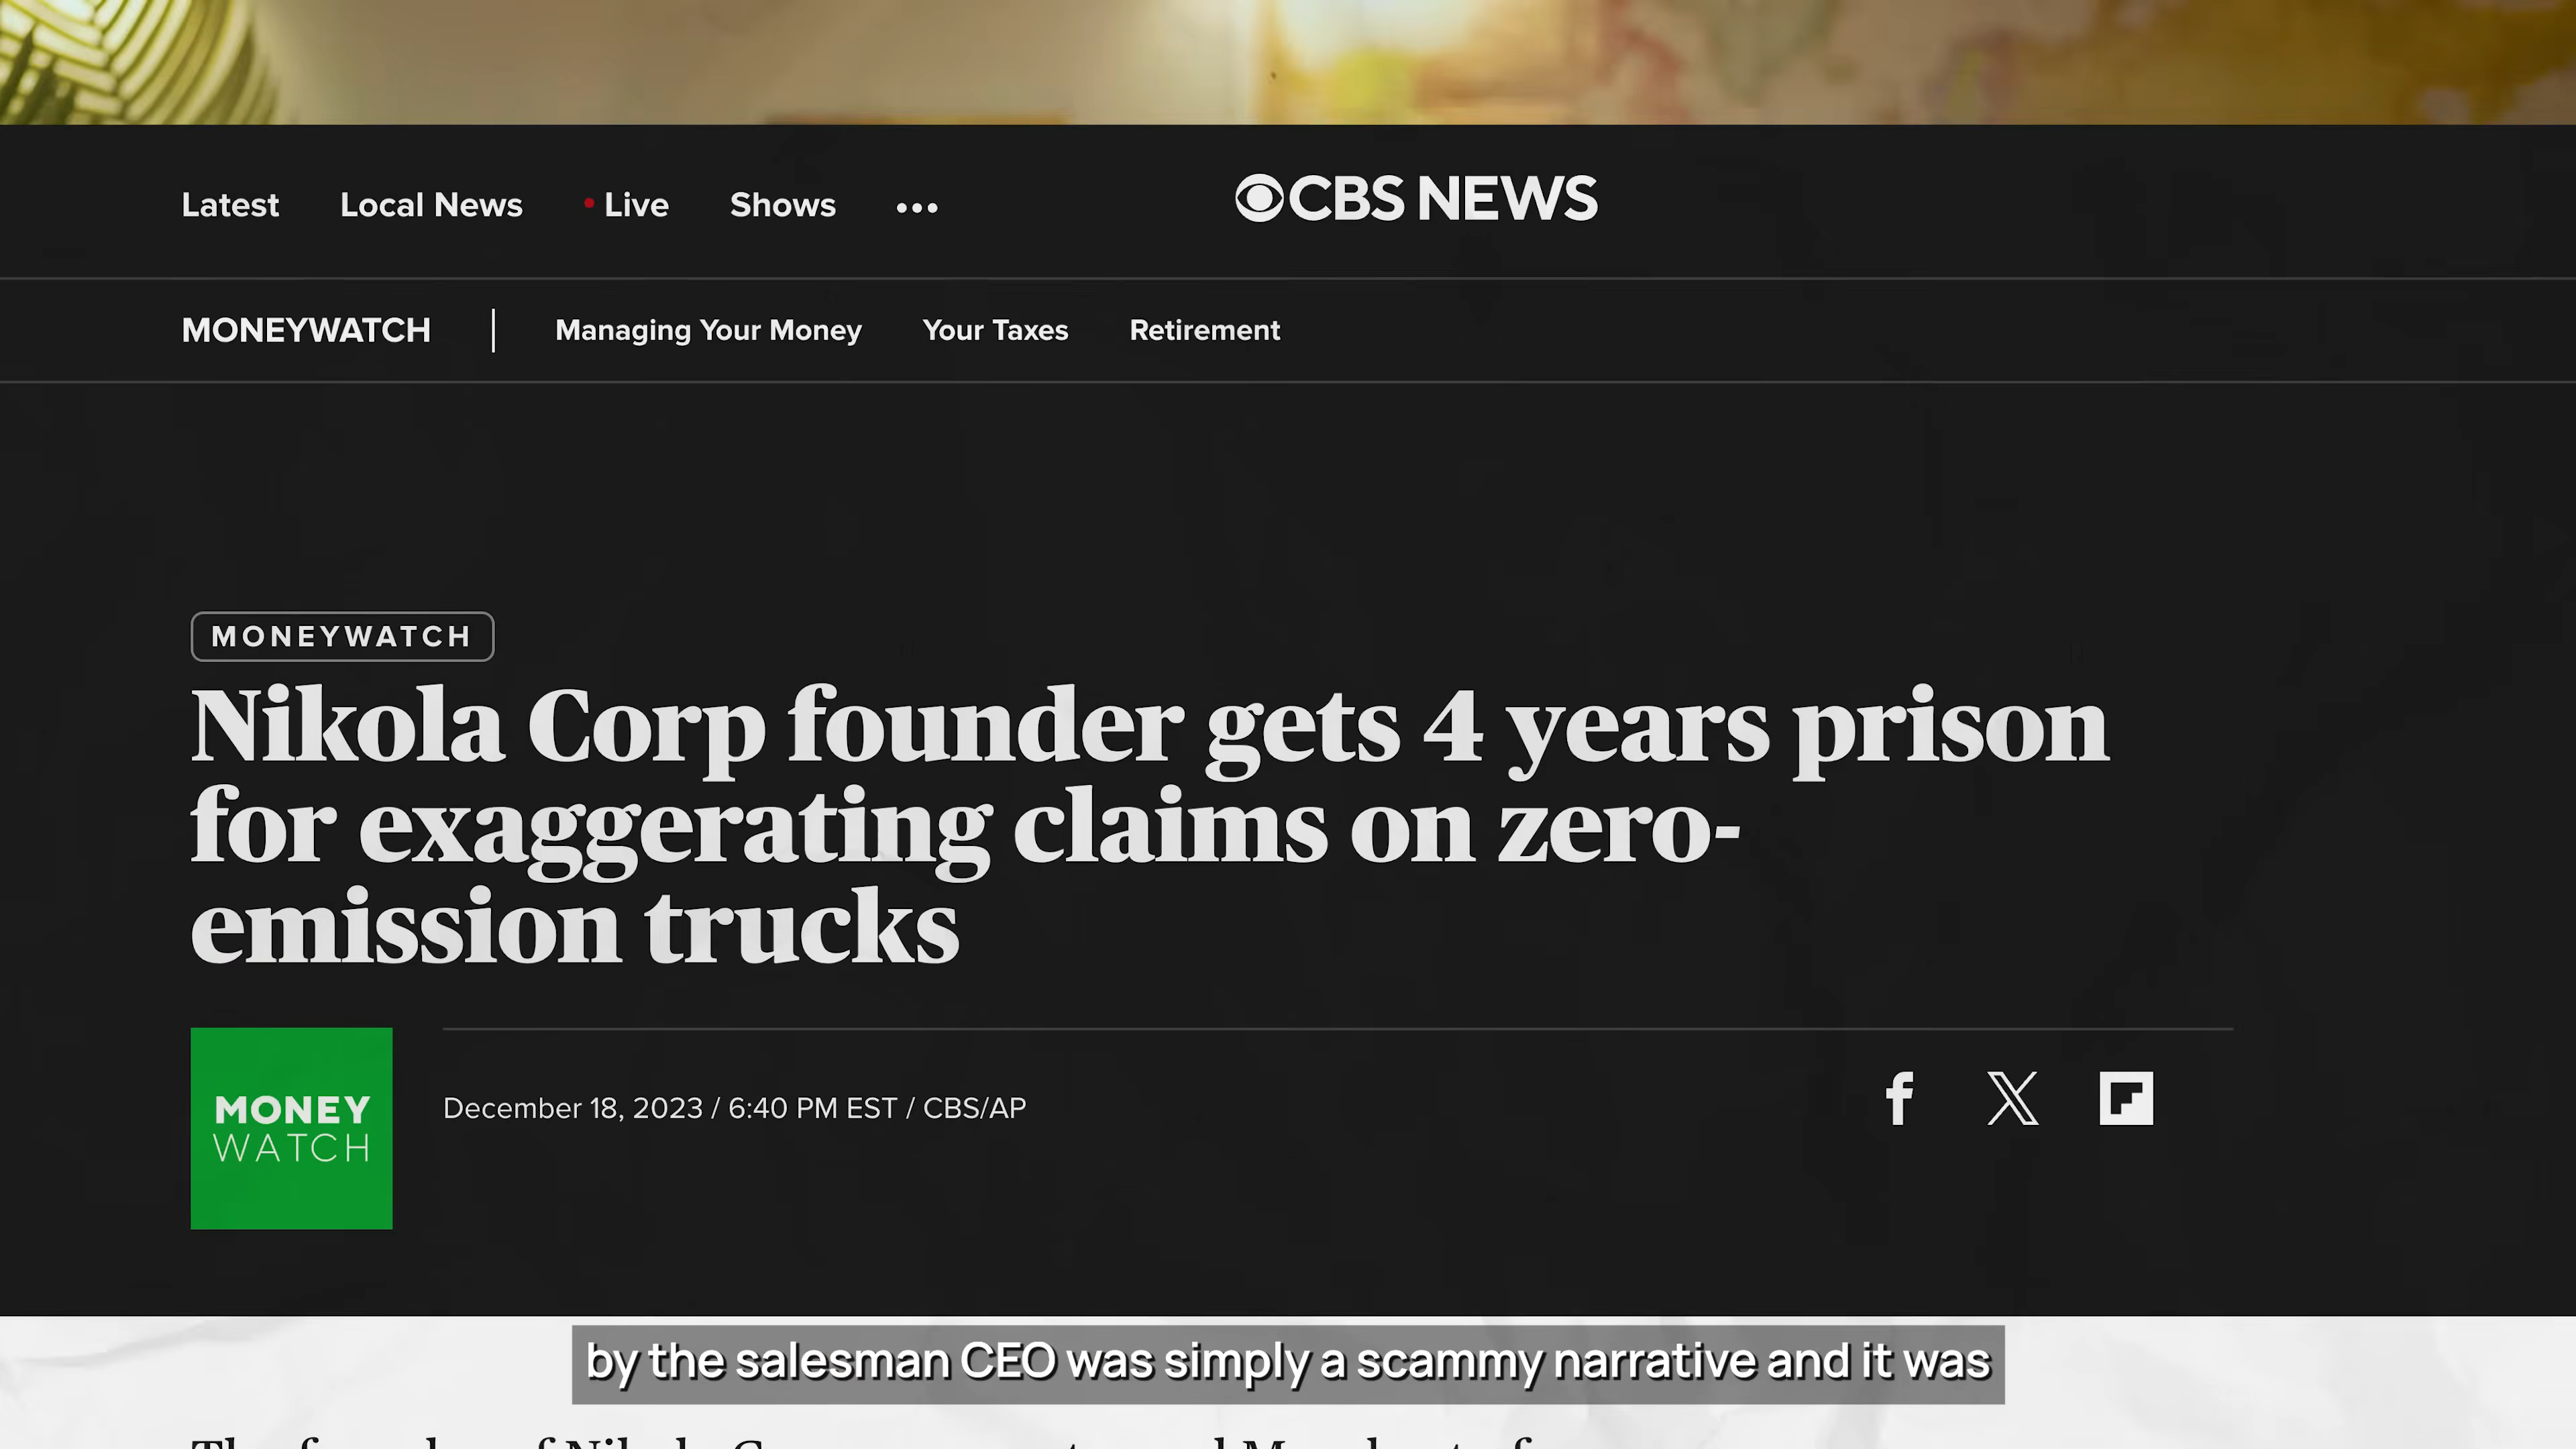 Latest Local News Live Shows •••
CBS NEWS
MONEYWATCH | Managing Your Money Your Taxes Retirement
MONEYWATCH
Nikola Corp founder gets 4 years prison
for exaggerating claims on zero-
emission trucks
MONEY
WATCH
December 18, 2023 / 6:40 PM EST / CBS/AP
by the salesman CEO was simply a scammy narrative and it was